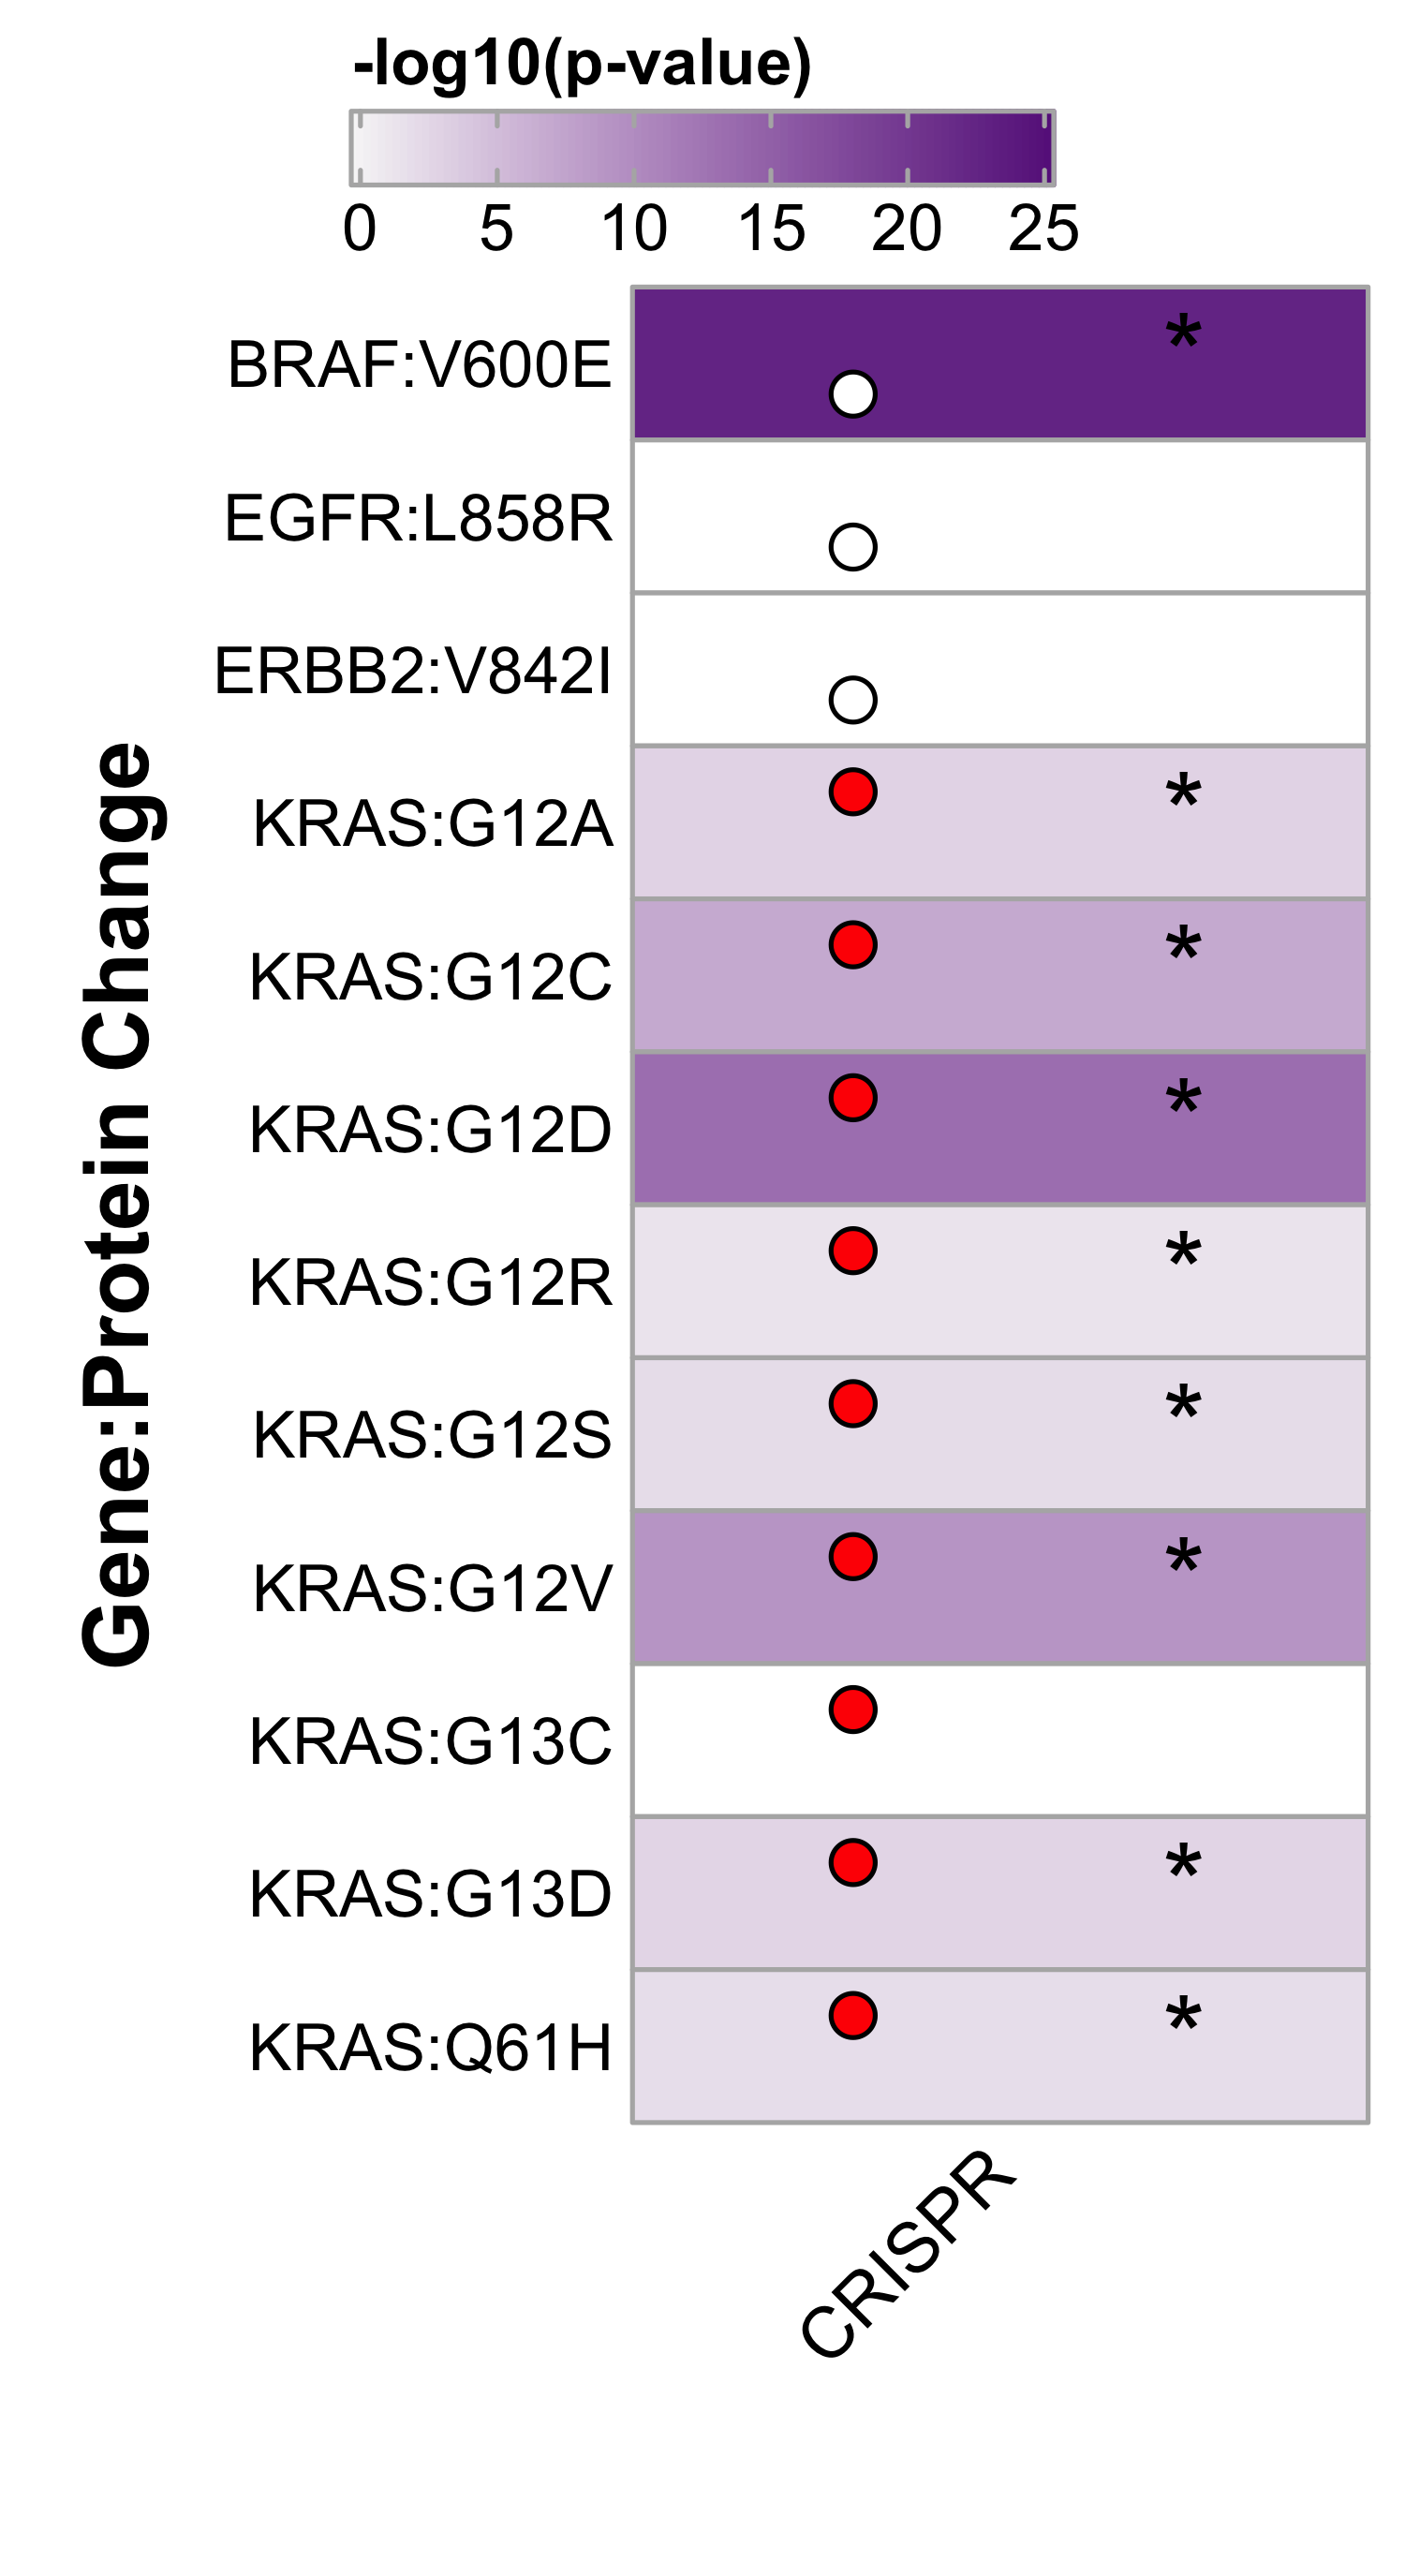 -log10(p-value)
0 5 10 15 20 25
BRAF:V600E *
EGFR:L858R
ERBB2:V842I
KRAS:G12A *
KRAS:G12C *
KRAS:G12D *
KRAS:G12R *
KRAS:G12S *
KRAS:G12V *
KRAS:G13C
KRAS:G13D *
KRAS:Q61H *
Gene:Protein Change
CRISPR